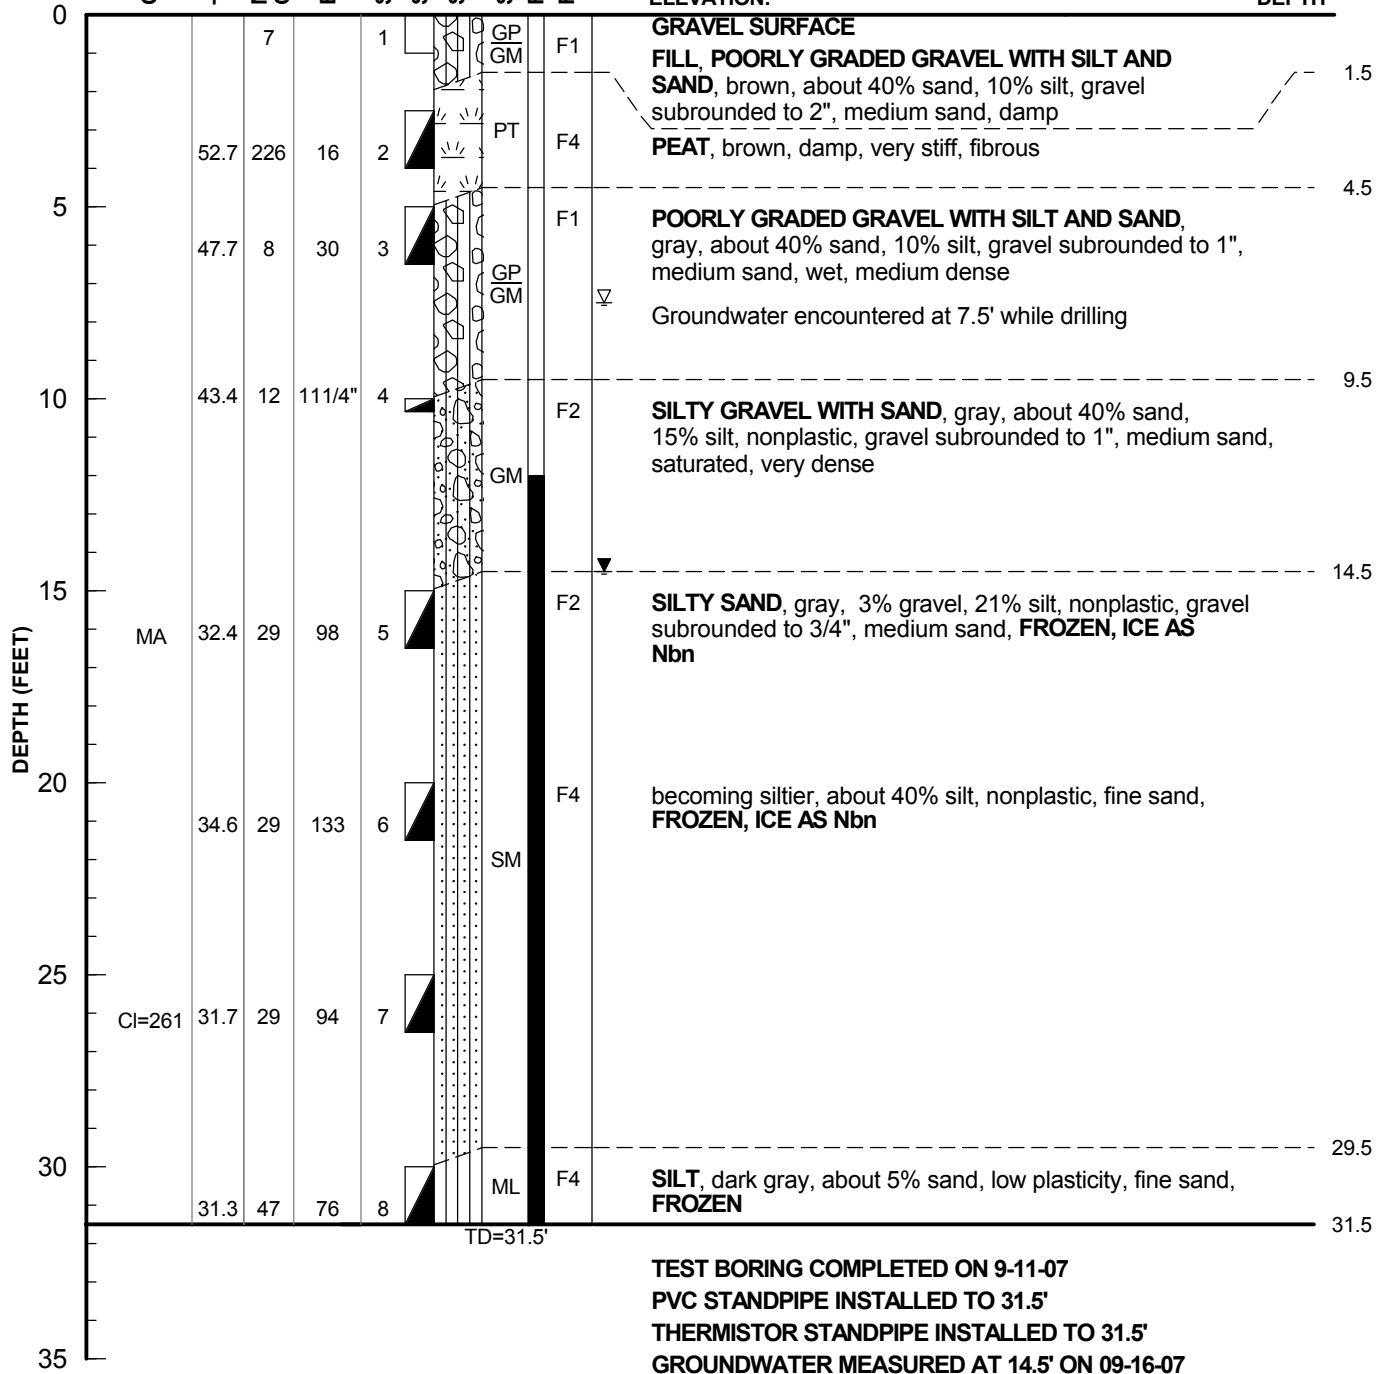 ELEVATION: DEPTH
0
7 1 GP F1 GRAVEL SURFACE
GM FILL, POORLY GRADED GRAVEL WITH SILT AND
SAND, brown, about 40% sand, 10% silt, gravel 1.5
subrounded to 2", medium sand, damp
PT
52.7 226 16 2 F4 PEAT, brown, damp, very stiff, fibrous
4.5
5 F1 POORLY GRADED GRAVEL WITH SILT AND SAND,
47.7 8 30 3 gray, about 40% sand, 10% silt, gravel subrounded to 1",
GP medium sand, wet, medium dense
GM
Groundwater encountered at 7.5' while drilling
9.5
10 43.4 12 111/4" 4 F2 SILTY GRAVEL WITH SAND, gray, about 40% sand,
15% silt, nonplastic, gravel subrounded to 1", medium sand,
GM saturated, very dense
14.5
15 F2 SILTY SAND, gray, 3% gravel, 21% silt, nonplastic, gravel
MA 32.4 29 98 5 subrounded to 3/4", medium sand, FROZEN, ICE AS
Nbn
DEPTH (FEET)
20 F4 becoming siltier, about 40% silt, nonplastic, fine sand,
34.6 29 133 6 FROZEN, ICE AS Nbn
SM
25
Cl=261 31.7 29 94 7
29.5
30 ML F4 SILT, dark gray, about 5% sand, low plasticity, fine sand,
31.3 47 76 8 FROZEN
31.5
TD=31.5'
TEST BORING COMPLETED ON 9-11-07
PVC STANDPIPE INSTALLED TO 31.5'
THERMISTOR STANDPIPE INSTALLED TO 31.5'
35 GROUNDWATER MEASURED AT 14.5' ON 09-16-07